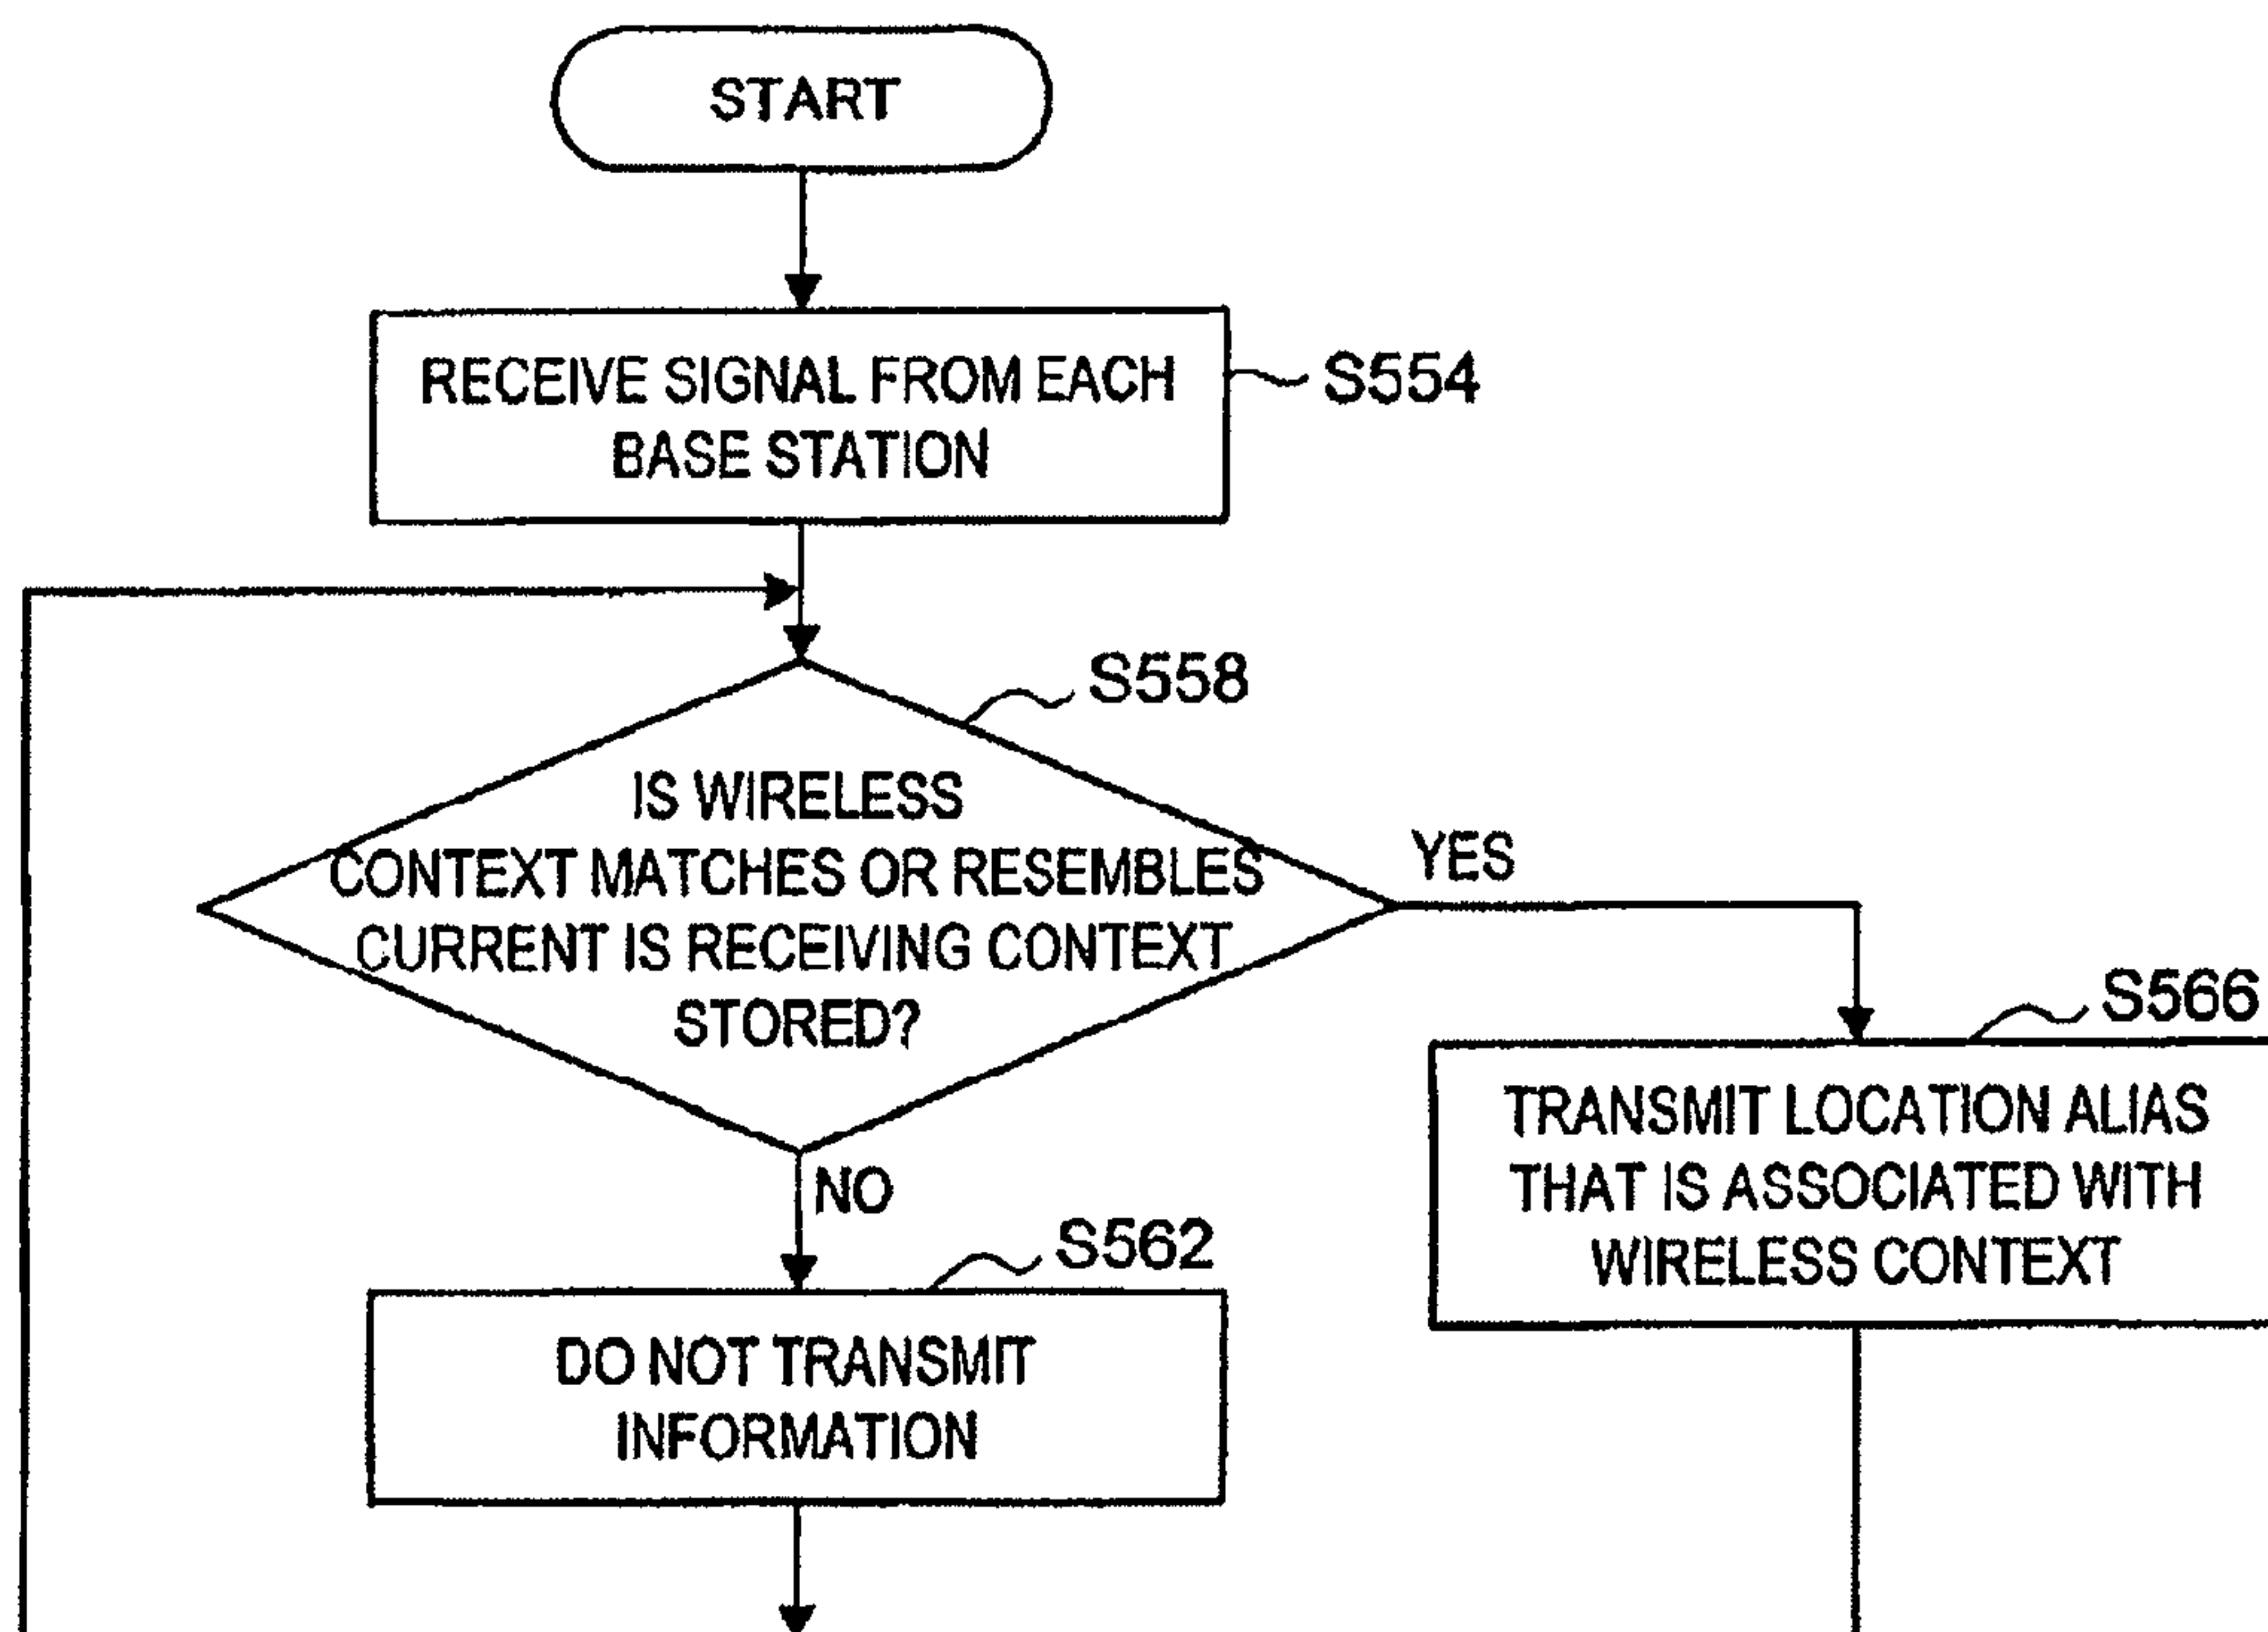 START
RECEIVE SIGNAL FROM EACH
BASE STATION
S554
S558
IS WIRELESS
CONTEXT MATCHES OR RESEMBLES
CURRENT IS RECEIVING CONTEXT
STORED?
YES
NO
S562
DO NOT TRANSMIT
INFORMATION
S566
TRANSMIT LOCATION ALIAS
THAT IS ASSOCIATED WITH
WIRELESS CONTEXT